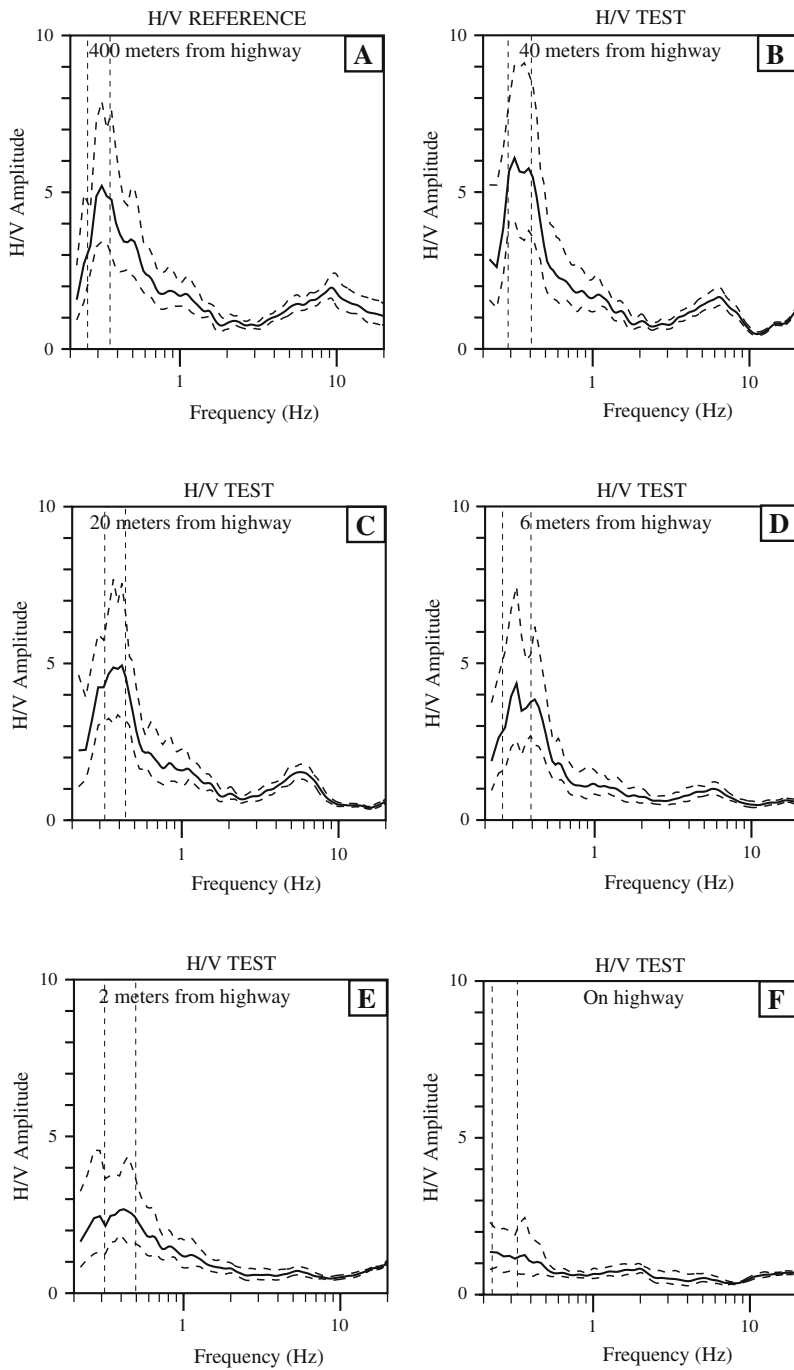 H/V REFERENCE
400 meters from highway
A
10
5
0
H/V Amplitude
1
10
Frequency (Hz)
H/V TEST
40 meters from highway
B
10
5
0
H/V Amplitude
1
10
Frequency (Hz)
H/V TEST
20 meters from highway
C
10
5
0
H/V Amplitude
1
10
Frequency (Hz)
H/V TEST
6 meters from highway
D
10
5
0
H/V Amplitude
1
10
Frequency (Hz)
H/V TEST
2 meters from highway
E
10
5
0
H/V Amplitude
1
10
Frequency (Hz)
H/V TEST
On highway
F
10
5
0
H/V Amplitude
1
10
Frequency (Hz)